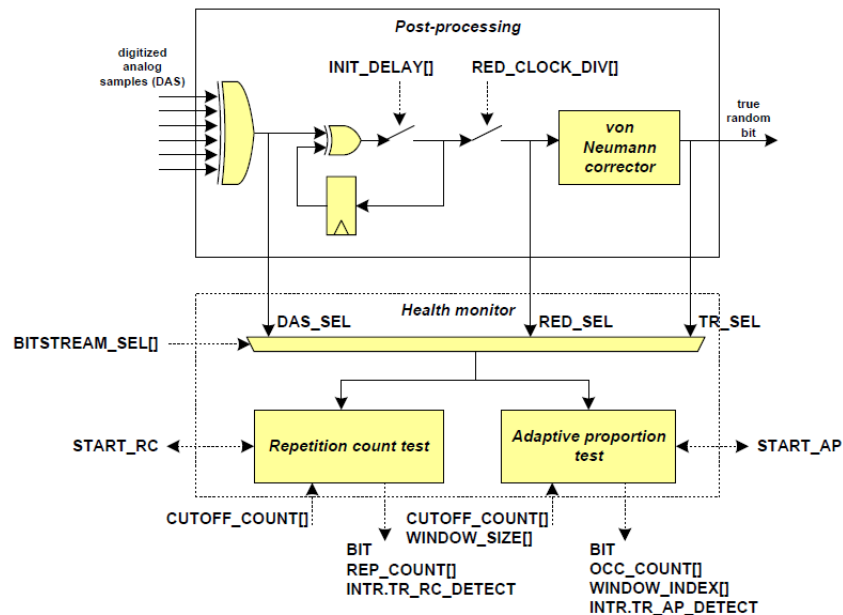 Post-processing
digitized
analog
samples (DAS)
INIT_DELAY[]
RED_CLOCK_DIV[]
true
random
bit
von
Neumann
corrector
Health monitor
DAS_SEL
RED_SEL
TR_SEL
BITSTREAM_SEL[]
START_RC
Repetition count test
Adaptive proportion
test
START_AP
CUTOFF_COUNT[]
CUTOFF_COUNT[]
WINDOW_SIZE[]
BIT
REP_COUNT[]
INTR.TR_RC_DETECT
BIT
OCC_COUNT[]
WINDOW_INDEX[]
INTR.TR_AP_DETECT